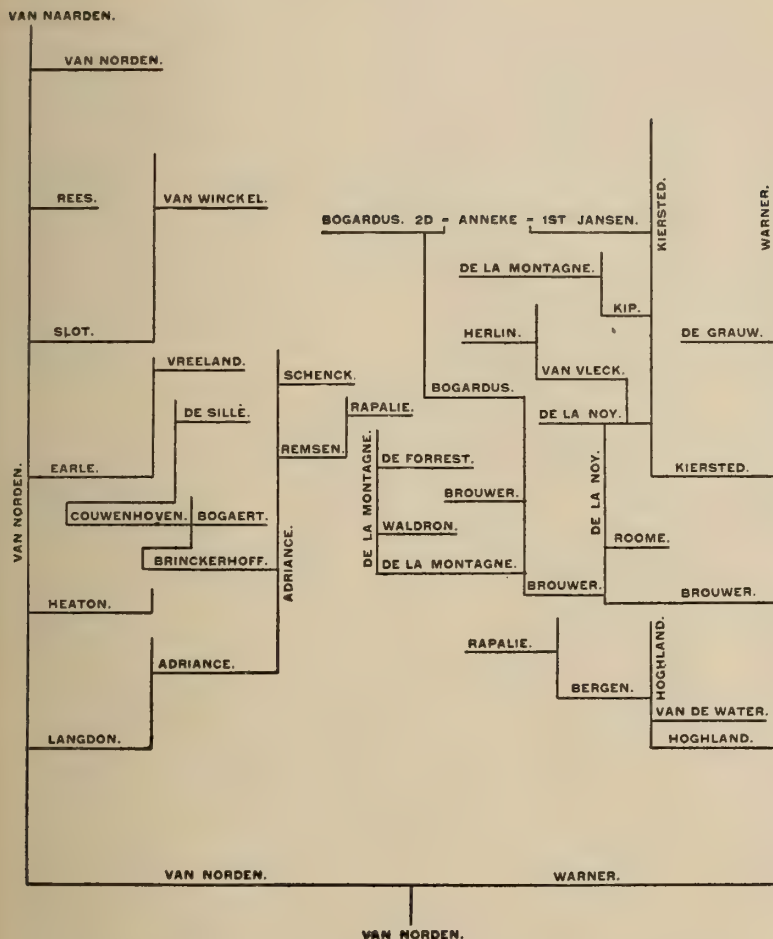 VAN NAARDEN.
VAN NORDEN.
REES.
VAN WINCKEL.
BOGARDUS. 2D = ANNEKE = 1ST JANSEN.
KIERSTED.
WARNER.
DE LA MONTAGNE.
KIP.
SLOT.
HERLIN.
DE GRAUW.
VREELAND.
SCHENCK.
VAN VLECK.
BOGARDUS.
DE SILLÈ.
RAPALIE.
DE LA NOY.
REMSEN.
DE LA MONTAGNE.
DE FORREST.
DE LA NOY.
EARLE.
KIERSTED.
VAN NORDEN.
BROUWER.
COUWENHOVEN.
BOGAERT.
WALDRON.
ROOME.
BRINCKERHOFF.
ADRIANCE.
DE LA MONTAGNE.
BROUWER.
BROUWER.
HEATON.
HOGHLAND.
RAPALIE.
ADRIANCE.
BERGEN.
VAN DE WATER.
LANGDON.
HOGHLAND.
VAN NORDEN.
WARNER.
VAN NORDEN.